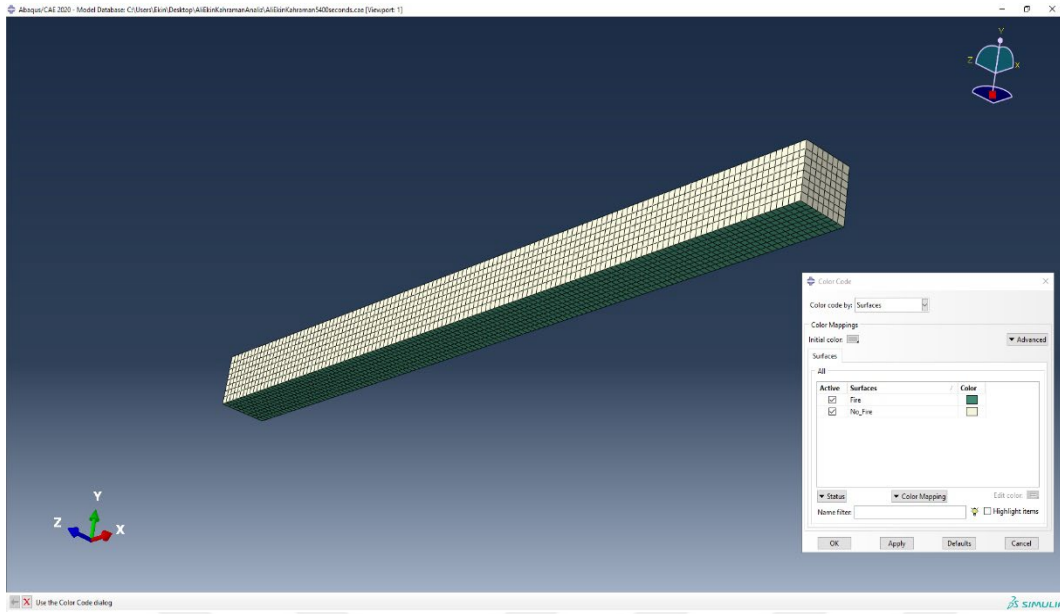 Abaqus/CAE 2020 - Model Database: C:\Users\Ekin\Desktop\AliEkinKahramanAnaliz\AliEkinKahraman5400seconds.cae [Viewport: 1]
Y
Z
X
Color Code
Color code by: Surfaces
Color Mappings
Initial color:
Advanced
Surfaces
All
Active Surfaces / Color
Fire
No_Fire
Status
Color Mapping
Edit color:
Name filter:
Highlight items
OK Apply Defaults Cancel
Y
Z
X
Use the Color Code dialog
SIMULI